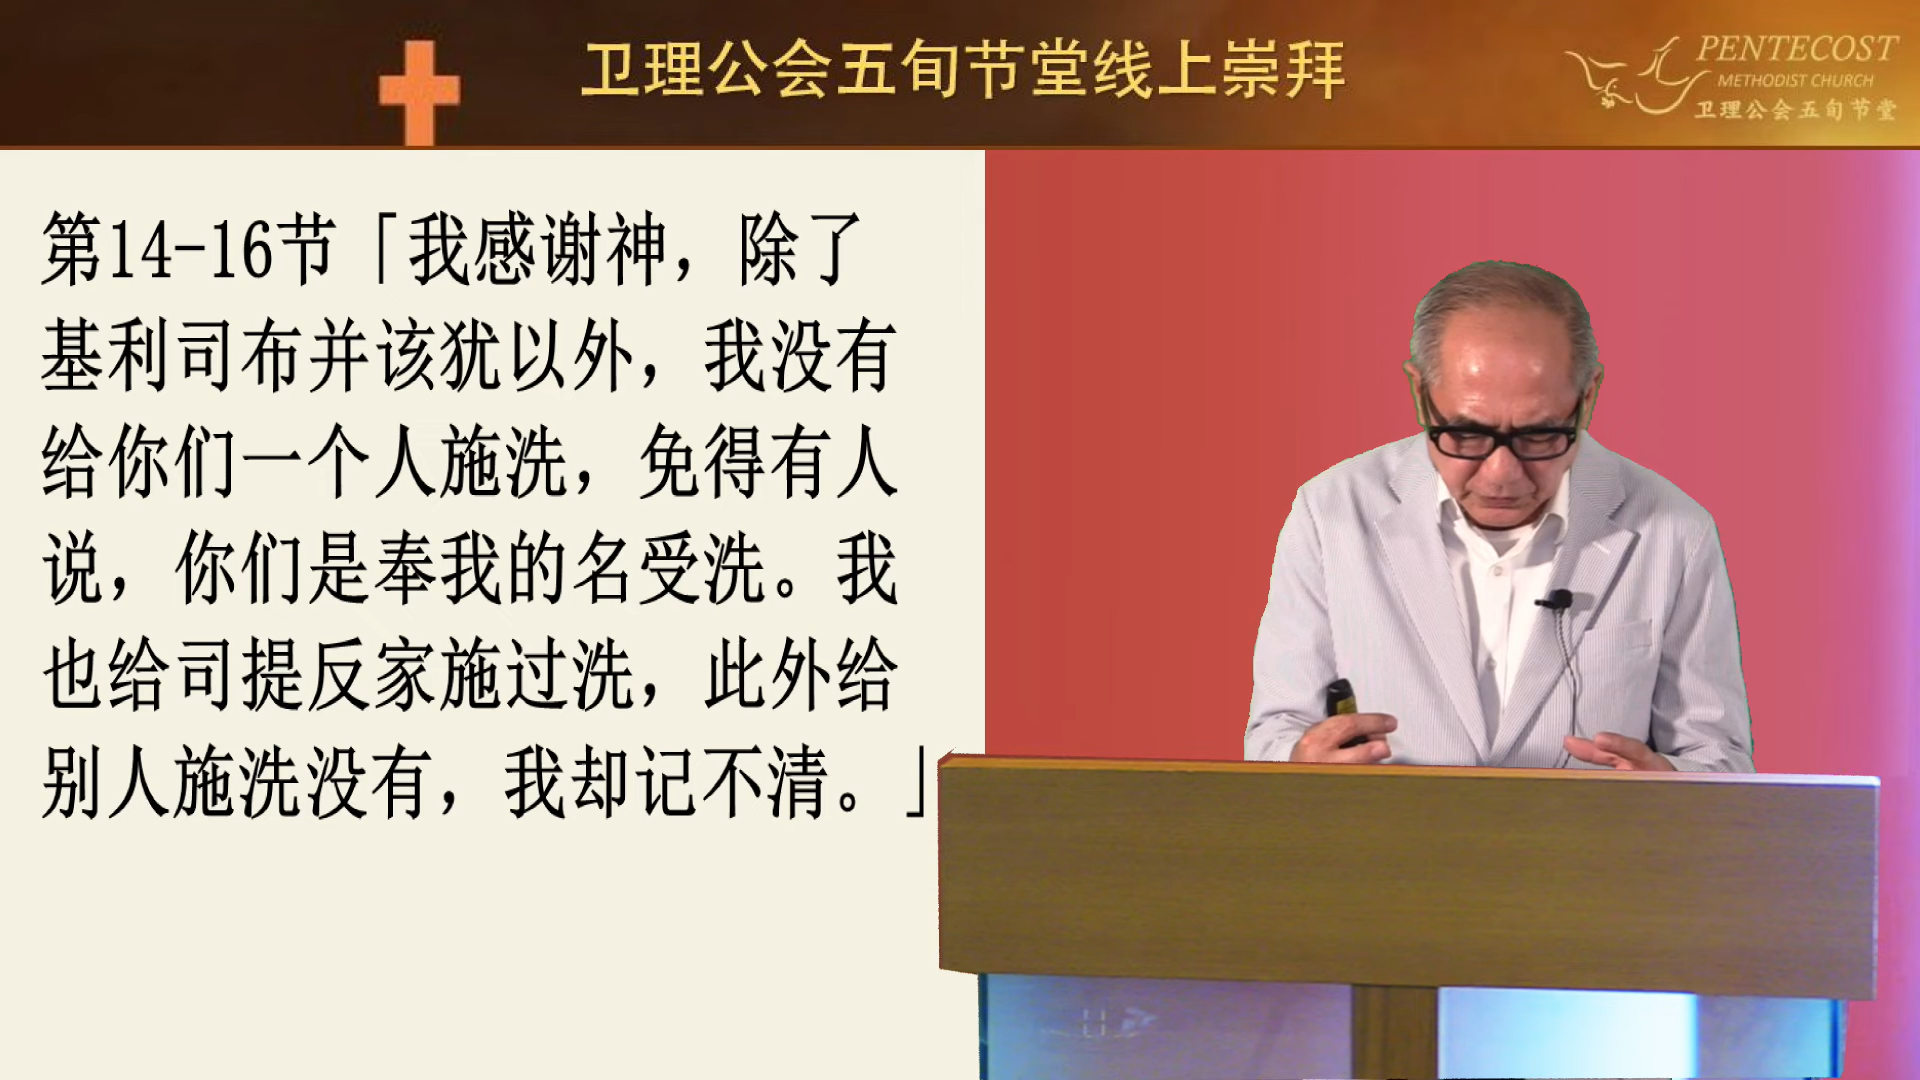 卫理公会五旬节堂线上崇拜
PENTECOST
METHODIST CHURCH
卫理公会五旬节堂
第14-16节「我感谢神，除了
基利司布并该犹以外，我没有
给你们一个人施洗，免得有人
说，你们是奉我的名受洗。我
也给司提反家施过洗，此外给
别人施洗没有，我却记不清。」